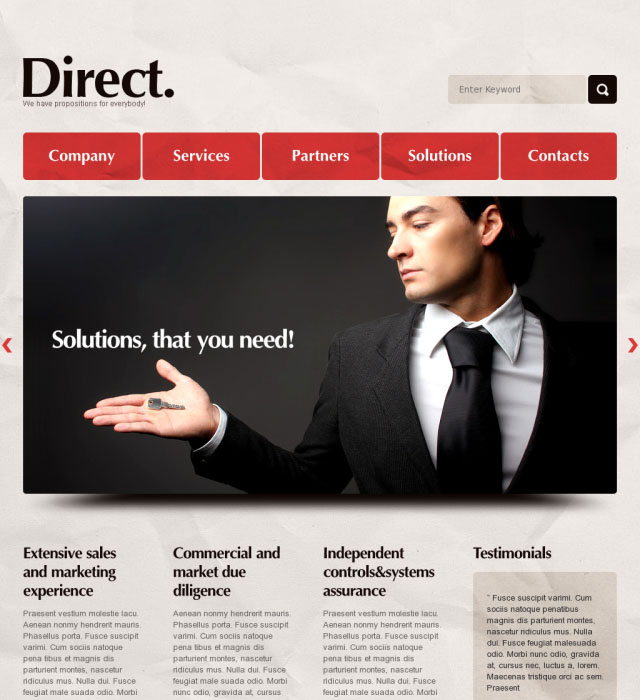 Direct.
We have propositions for everybody!
Enter Keyword
Company
Services
Partners
Solutions
Contacts
Solutions, that you need!
Extensive sales
and marketing
experience
Praesent vestium molestie lacu.
Aenean nonmy hendrerit mauris.
Phasellus porta. Fusce suscipit
varimi. Cum sociis natoque
pena tibus et magnis dis
parturient montes, nascetur
ridiculus mus. Nulla dui. Fusce
feugiat male suada odio. Morbi
Commercial and
market due
diligence
Aenean nonmy hendrerit mauris.
Phasellus porta. Fusce suscipit
varimi. Cum sociis natoque
pena tibus et magnis dis
parturient montes, nascetur
ridiculus mus. Nulla dui. Fusce
feugiat male suada odio. Morbi
nunc odio, gravida at, cursus
Independent
controls&systems
assurance
Praesent vestium molestie lacu.
Aenean nonmy hendrerit mauris.
Phasellus porta. Fusce suscipit
varimi. Cum sociis natoque
pena tibus et magnis dis
parturient montes, nascetur
ridiculus mus. Nulla dui. Fusce
feugiat male suada odio. Morbi
Testimonials
" Fusce suscipit varimi. Cum
sociis natoque penatibus
magnis dis parturient montes,
nascetur ridiculus mus. Nulla
dui. Fusce feugiat malesuada
odio. Morbi nunc odio, gravida
at, cursus nec, luctus a, lorem.
Maecenas tristique orci ac sem.
Praesent